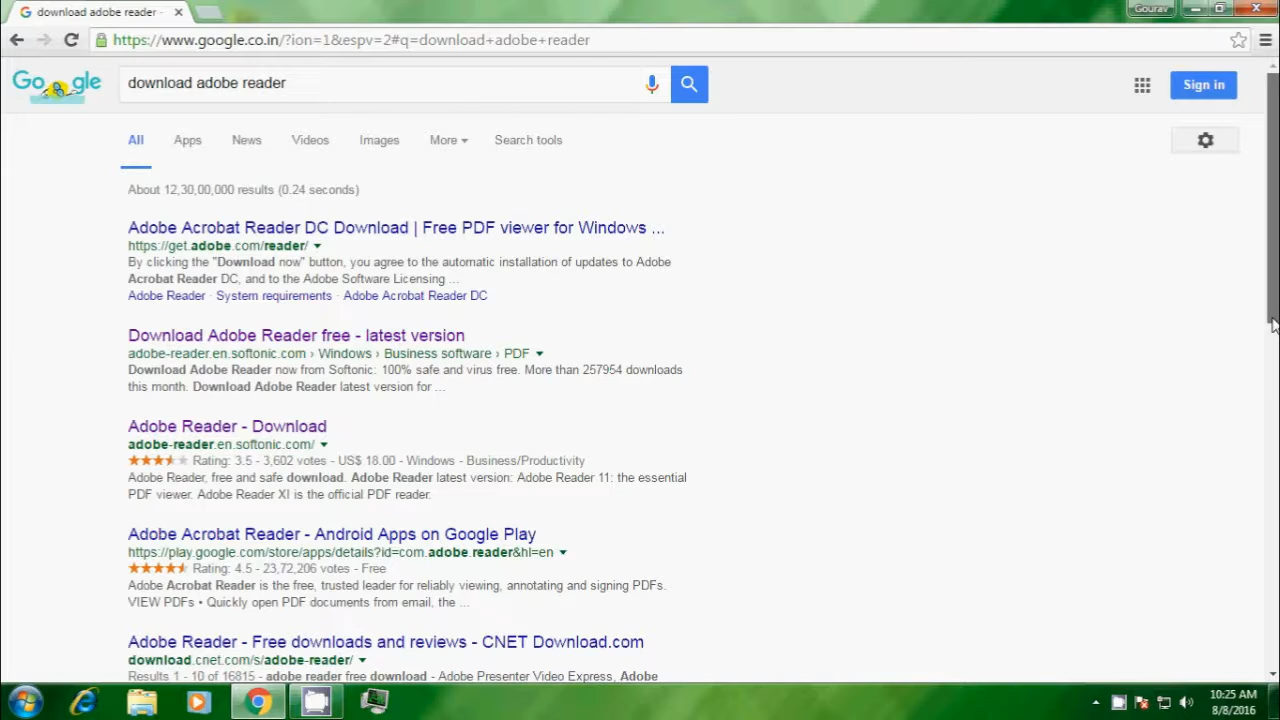 download adobe reader -
Gourav
https://www.google.co.in/?ion=1&espv=2#q=download+adobe+reader
Google
download adobe reader
Sign in
All Apps News Videos Images More Search tools
About 12,30,00,000 results (0.24 seconds)
Adobe Acrobat Reader DC Download | Free PDF viewer for Windows ...
https://get.adobe.com/reader/
By clicking the "Download now" button, you agree to the automatic installation of updates to Adobe
Acrobat Reader DC, and to the Adobe Software Licensing ...
Adobe Reader · System requirements · Adobe Acrobat Reader DC
Download Adobe Reader free - latest version
adobe-reader.en.softonic.com › Windows › Business software › PDF
Download Adobe Reader now from Softonic: 100% safe and virus free. More than 257954 downloads
this month. Download Adobe Reader latest version for ...
Adobe Reader - Download
adobe-reader.en.softonic.com/
Rating: 3.5 - 3,602 votes - US$ 18.00 - Windows - Business/Productivity
Adobe Reader, free and safe download. Adobe Reader latest version: Adobe Reader 11: the essential
PDF viewer. Adobe Reader XI is the official PDF reader.
Adobe Acrobat Reader - Android Apps on Google Play
https://play.google.com/store/apps/details?id=com.adobe.reader&hl=en
Rating: 4.5 - 23,72,206 votes - Free
Adobe Acrobat Reader is the free, trusted leader for reliably viewing, annotating and signing PDFs.
VIEW PDFs • Quickly open PDF documents from email, the ...
Adobe Reader - Free downloads and reviews - CNET Download.com
download.cnet.com/s/adobe-reader/
Results 1 - 10 of 16815 - adobe reader free download - Adobe Presenter Video Express, Adobe
10:25 AM
8/8/2016